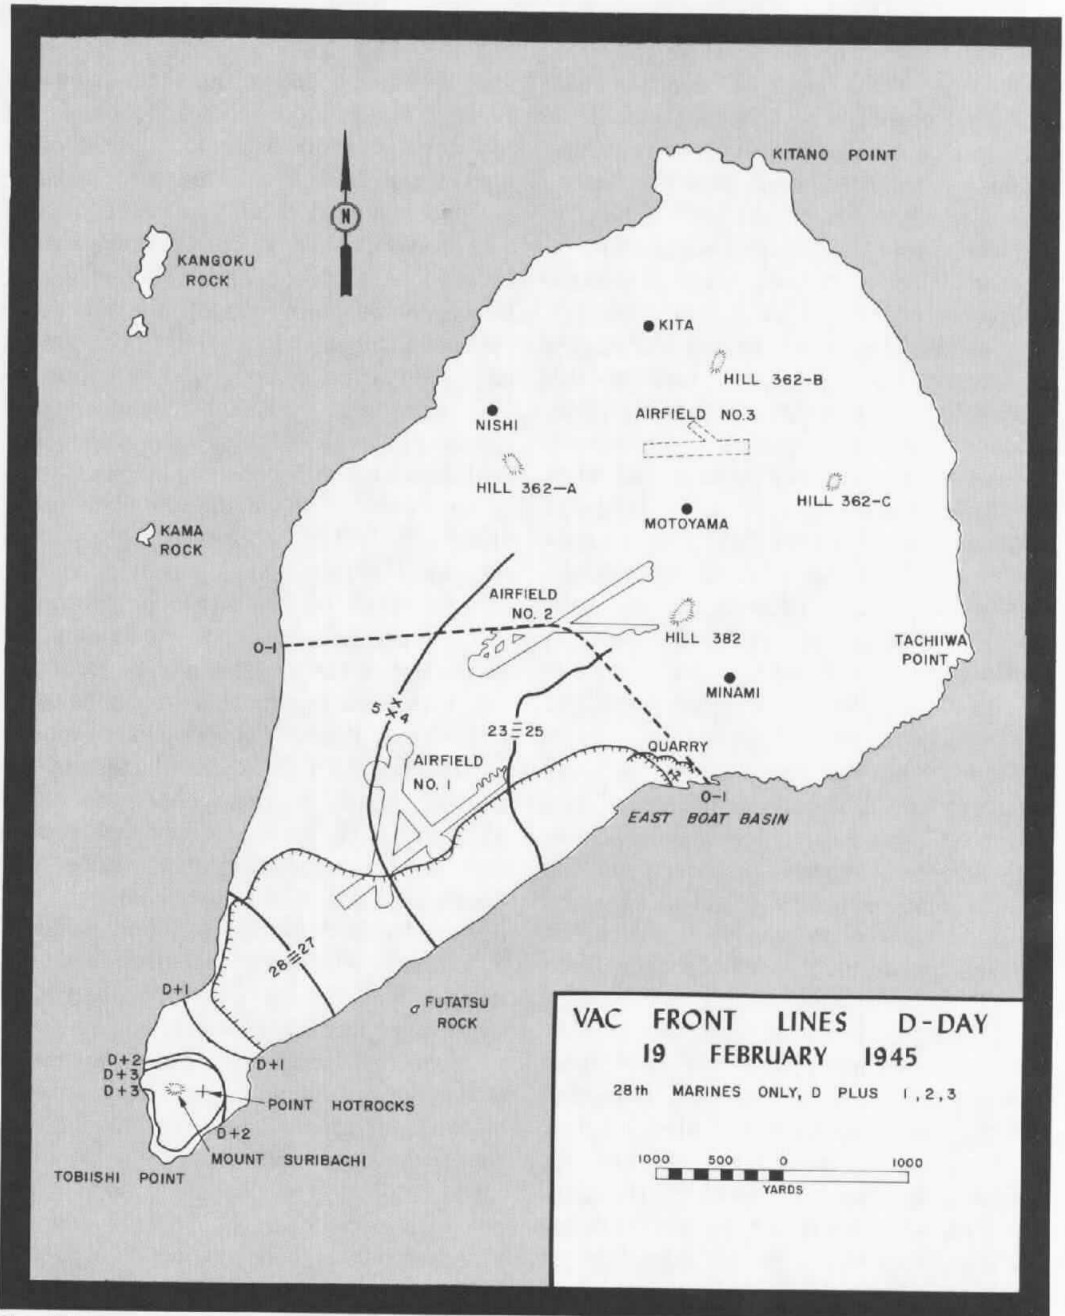 KITANO POINT
N
KANGOKU
ROCK
KITA
HILL 362-B
AIRFIELD NO.3
NISHI
HILL 362-A
HILL 362-C
MOTOYAMA
KAMA
ROCK
AIRFIELD
NO. 2
HILL 382
O-1
TACHIIWA
POINT
MINAMI
5 XX 4
23 25
QUARRY
AIRFIELD
NO. 1
O-1
EAST BOAT BASIN
28 27
D+1
FUTATSU
ROCK
D+2
D+3
D+3
D+1
POINT HOTROCKS
D+2
MOUNT SURIBACHI
TOBIISHI POINT
VAC FRONT LINES D-DAY
19 FEBRUARY 1945
28th MARINES ONLY, D PLUS 1,2,3
1000 500 0 1000
YARDS